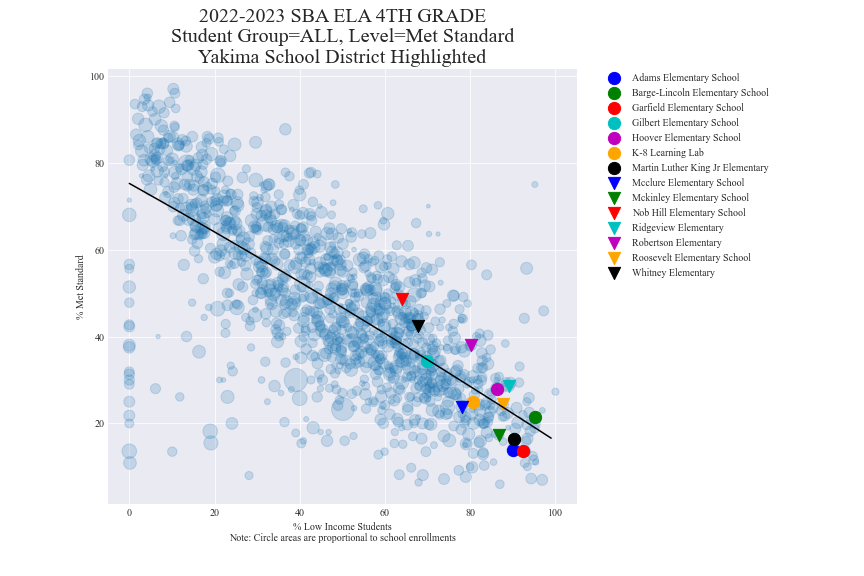 2022-2023 SBA ELA 4TH GRADE
Student Group=ALL, Level=Met Standard
Yakima School District Highlighted
100
80
60
40
20
% Met Standard
0
20
40
60
80
100
% Low Income Students
Note: Circle areas are proportional to school enrollments
Adams Elementary School
Barge-Lincoln Elementary School
Garfield Elementary School
Gilbert Elementary School
Hoover Elementary School
K-8 Learning Lab
Martin Luther King Jr Elementary
Mcclure Elementary School
Mckinley Elementary School
Nob Hill Elementary School
Ridgeview Elementary
Robertson Elementary
Roosevelt Elementary School
Whitney Elementary